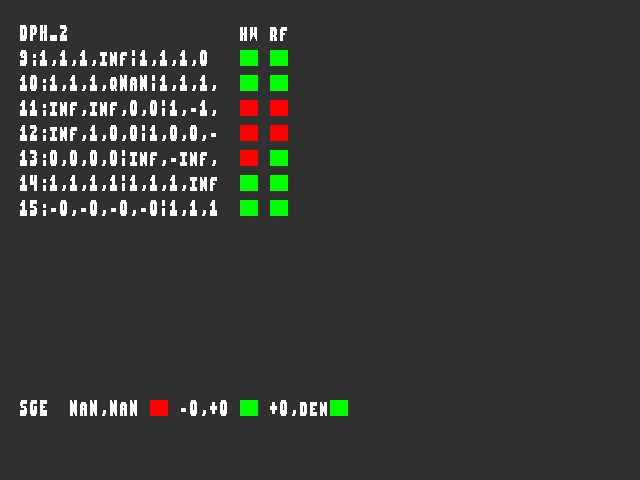 DPH_2 HW RF
9:1,1,1,INF|1,1,1,0
10:1,1,1,QNAN|1,1,1,
11:INF,INF,0,0|1,-1,
12:INF,1,0,0|1,0,0,-
13:0,0,0,0|INF,-INF,
14:1,1,1,1|1,1,1,INF
15:-0,-0,-0,-0|1,1,1
SGE NAN,NAN -0,+0 +0,DEN